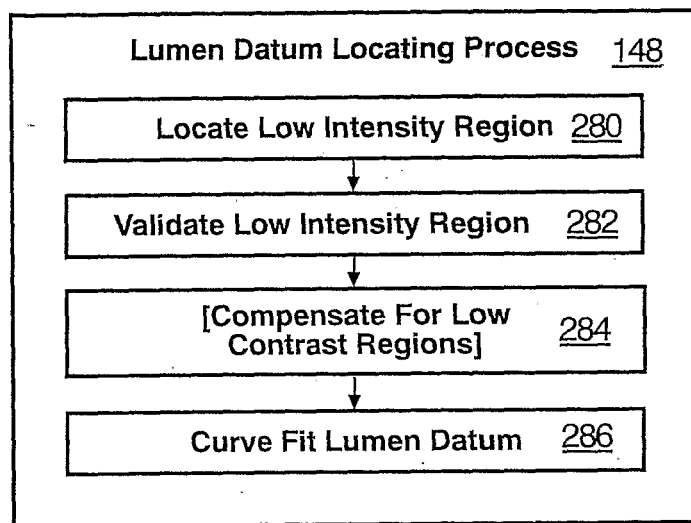 Lumen Datum Locating Process 148
Locate Low Intensity Region 280
Validate Low Intensity Region 282
[Compensate For Low
Contrast Regions] 284
Curve Fit Lumen Datum 286